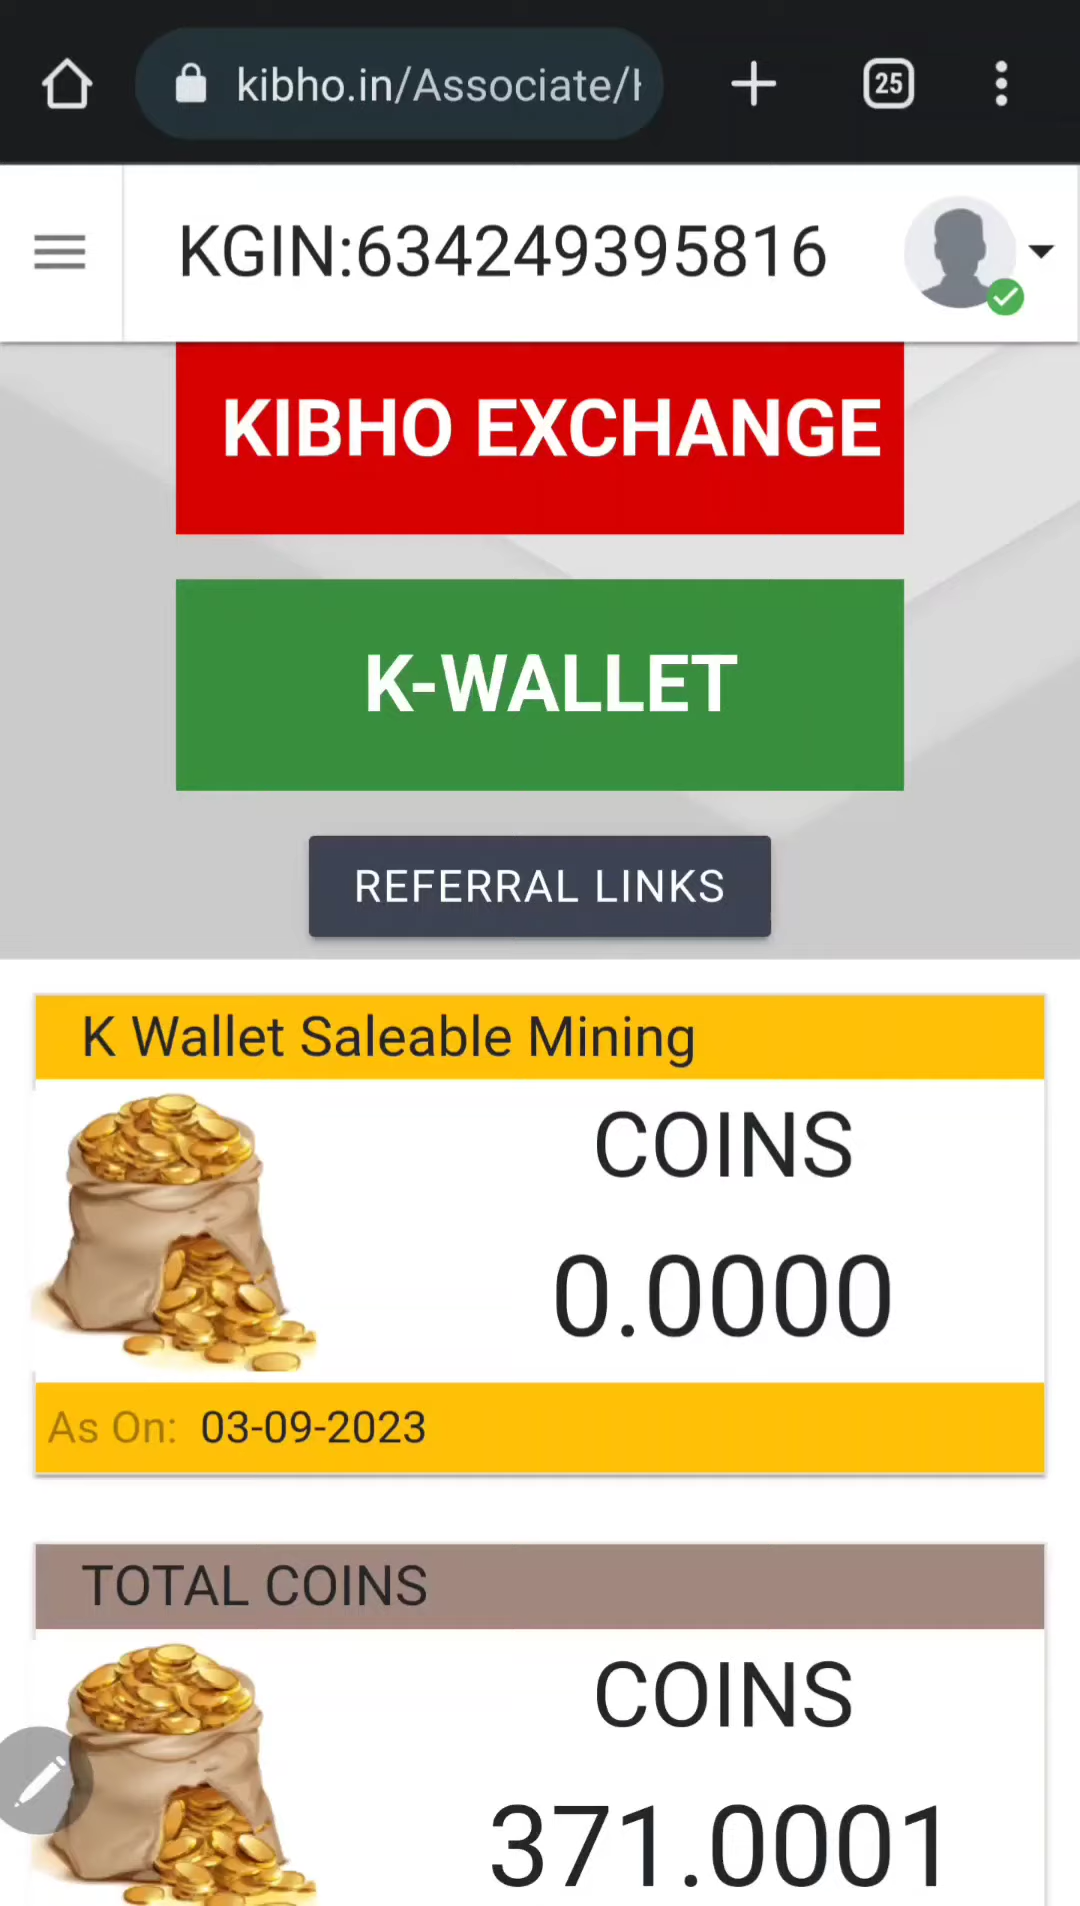 kibho.in/Associate/
25
KGIN:634249395816
KIBHO EXCHANGE
K-WALLET
REFERRAL LINKS
K Wallet Saleable Mining
COINS
0.0000
As On: 03-09-2023
TOTAL COINS
COINS
371.0001